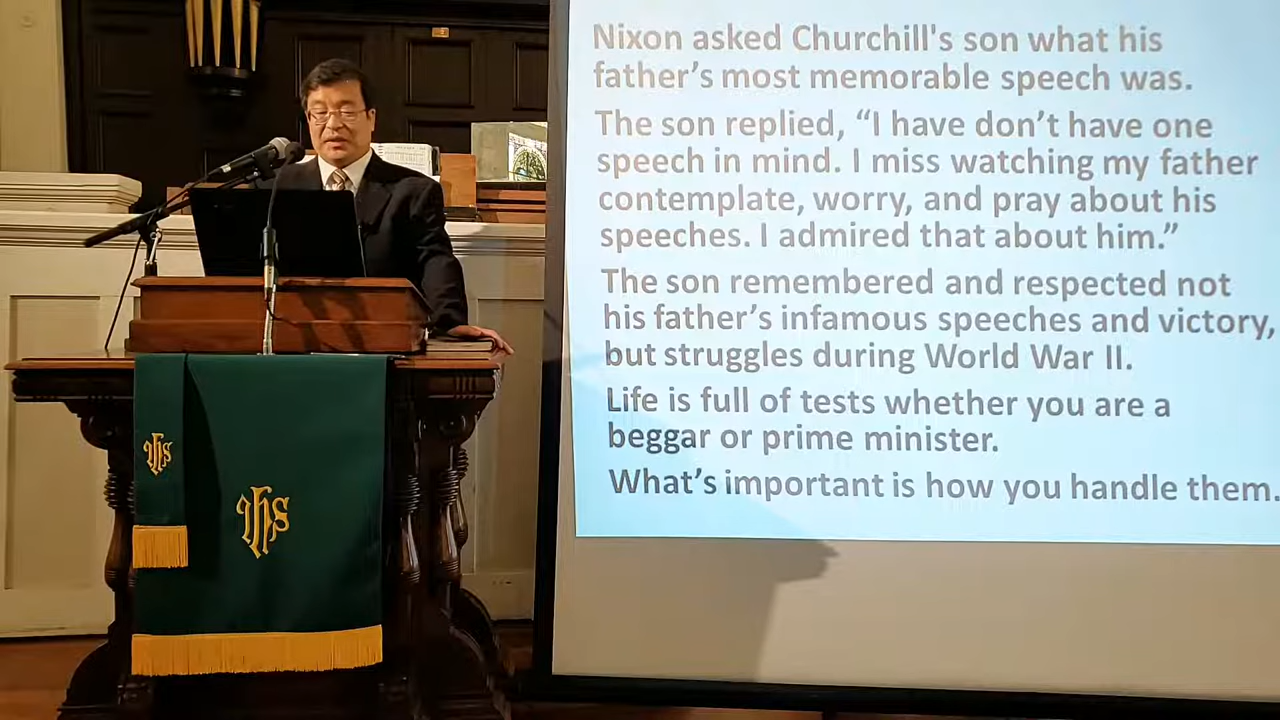 Nixon asked Churchill's son what his
father's most memorable speech was.
The son replied, “I have don't have one
speech in mind. I miss watching my father
contemplate, worry, and pray about his
speeches. I admired that about him.”
The son remembered and respected not
his father's infamous speeches and victory,
but struggles during World War II.
Life is full of tests whether you are a
beggar or prime minister.
What's important is how you handle them.
IHS
IHS